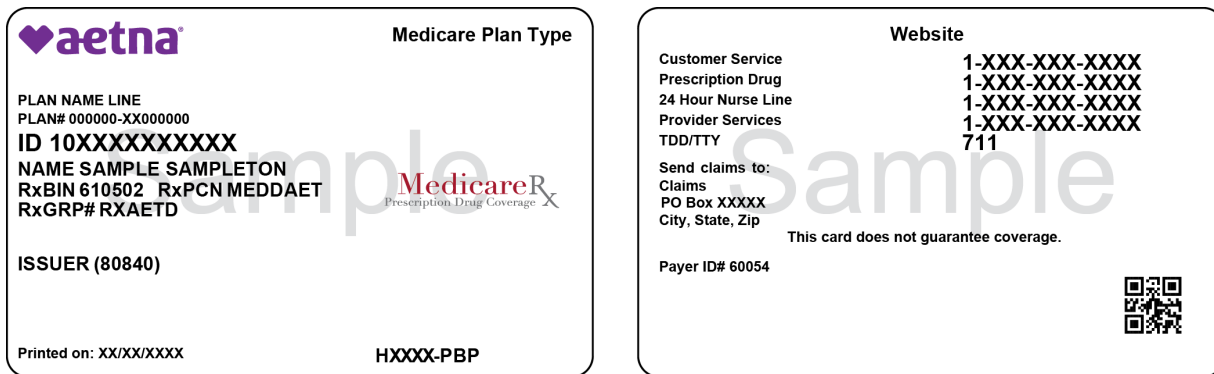 aetna®
Medicare Plan Type
PLAN NAME LINE
PLAN# 000000-XX000000
ID 10XXXXXXXXXX
NAME SAMPLE SAMPLETON
RxBIN 610502 RxPCN MEDDAET
RxGRP# RXAETD
MedicareRx
Prescription Drug Coverage
ISSUER (80840)
Printed on: XX/XX/XXXX
HXXXX-PBP
Sample
Website
Customer Service 1-XXX-XXX-XXXX
Prescription Drug 1-XXX-XXX-XXXX
24 Hour Nurse Line 1-XXX-XXX-XXXX
Provider Services 1-XXX-XXX-XXXX
TDD/TTY 711
Send claims to:
Claims
PO Box XXXXX
City, State, Zip
This card does not guarantee coverage.
Payer ID# 60054
Sample